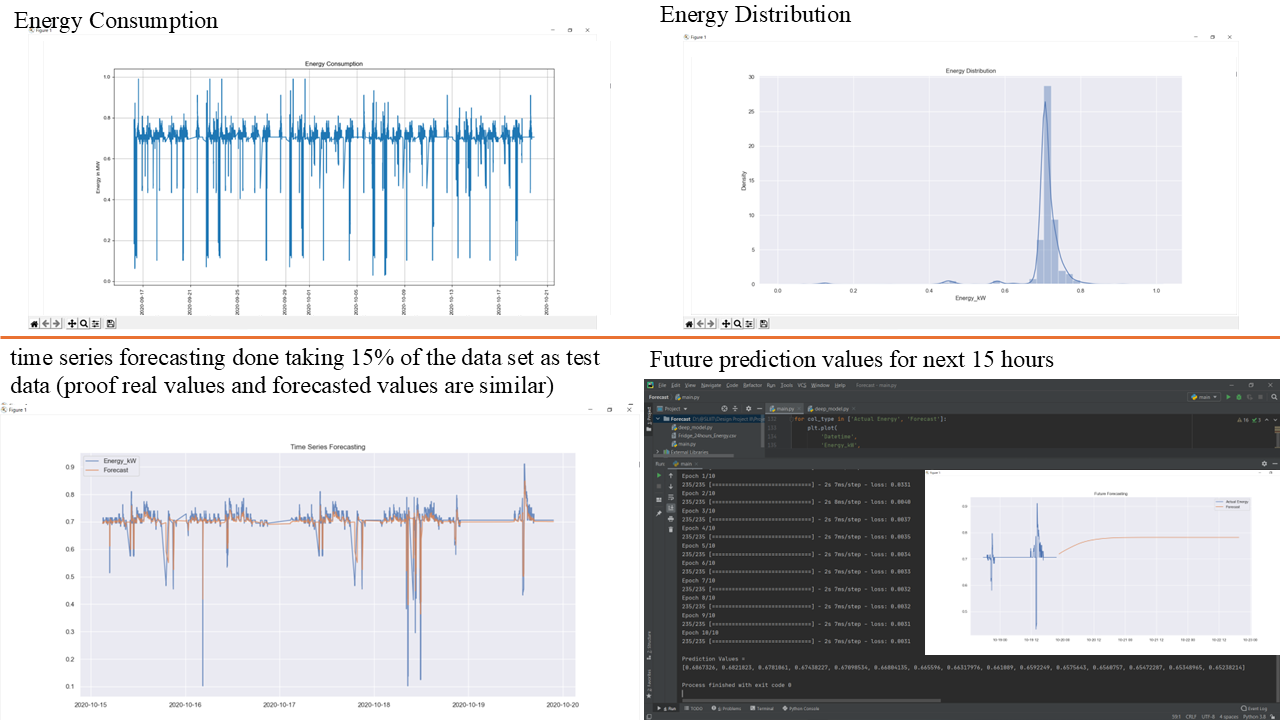 Energy Consumption
Figure 1
Energy Consumption
1.0
0.8
0.6
0.4
0.2
0.0
Energy in MW
2020-09-17
2020-09-21
2020-09-25
2020-09-29
2020-10-01
2020-10-05
2020-10-09
2020-10-13
2020-10-17
2020-10-21
Energy Distribution
Figure 1
Energy Distribution
30
25
20
15
10
5
0
Density
0.0 0.2 0.4 0.6 0.8 1.0
Energy_kW
time series forecasting done taking 15% of the data set as test
data (proof real values and forecasted values are similar)
Figure 1
Time Series Forecasting
Energy_kW
Forecast
0.9
0.8
0.7
0.6
0.5
0.4
0.3
0.2
0.1
2020-10-15 2020-10-16 2020-10-17 2020-10-18 2020-10-19 2020-10-20
Future prediction values for next 15 hours
File Edit View Navigate Code Refactor Run Tools VCS Window Help Forecast - main.py
Forecast main.py
main
Project
main.py deep_model.py
Forecast
deep_model.py
Fridge_24hours_Energy.csv
main.py
External Libraries
for col_type in ['Actual Energy', 'Forecast']:
plt.plot(
'Datetime',
'Energy_kW',
Run: main
Epoch 1/10
235/235 [==============================] - 2s 7ms/step - loss: 0.0331
Epoch 2/10
235/235 [==============================] - 2s 8ms/step - loss: 0.0040
Epoch 3/10
235/235 [==============================] - 2s 7ms/step - loss: 0.0037
Epoch 4/10
235/235 [==============================] - 2s 7ms/step - loss: 0.0035
Epoch 5/10
235/235 [==============================] - 2s 7ms/step - loss: 0.0034
Epoch 6/10
235/235 [==============================] - 2s 7ms/step - loss: 0.0033
Epoch 7/10
235/235 [==============================] - 2s 7ms/step - loss: 0.0032
Epoch 8/10
235/235 [==============================] - 2s 7ms/step - loss: 0.0032
Epoch 9/10
235/235 [==============================] - 2s 7ms/step - loss: 0.0031
Epoch 10/10
235/235 [==============================] - 2s 7ms/step - loss: 0.0031
Prediction Values =
[0.6867326, 0.6821823, 0.6781061, 0.67438227, 0.67098534, 0.66804135, 0.665596, 0.66317976, 0.661089, 0.6592249, 0.6575643, 0.6560757, 0.65472287, 0.65348965, 0.65238214]
Process finished with exit code 0
Figure 1
Future Forecasting
Actual Energy
Forecast
Run TODO Problems Terminal Python Console
Event Log
CRLF UTF-8 4 spaces Python 3.8